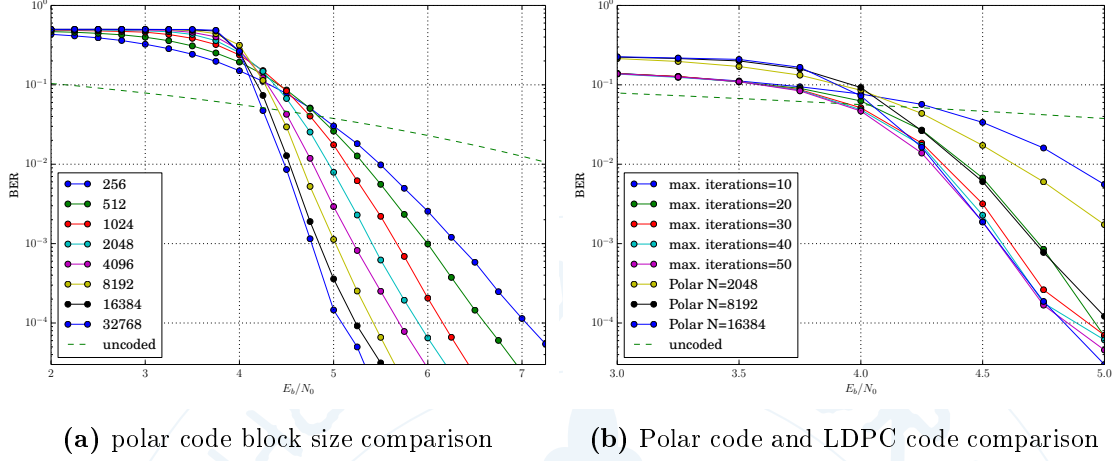 BER
10⁰
10⁻¹
10⁻²
10⁻³
10⁻⁴
256
512
1024
2048
4096
8192
16384
32768
uncoded
2 3 4 5 6 7
E_b/N_0
(a) polar code block size comparison
BER
10⁰
10⁻¹
10⁻²
10⁻³
10⁻⁴
max. iterations=10
max. iterations=20
max. iterations=30
max. iterations=40
max. iterations=50
Polar N=2048
Polar N=8192
Polar N=16384
uncoded
3.0 3.5 4.0 4.5 5.0
E_b/N_0
(b) Polar code and LDPC code comparison